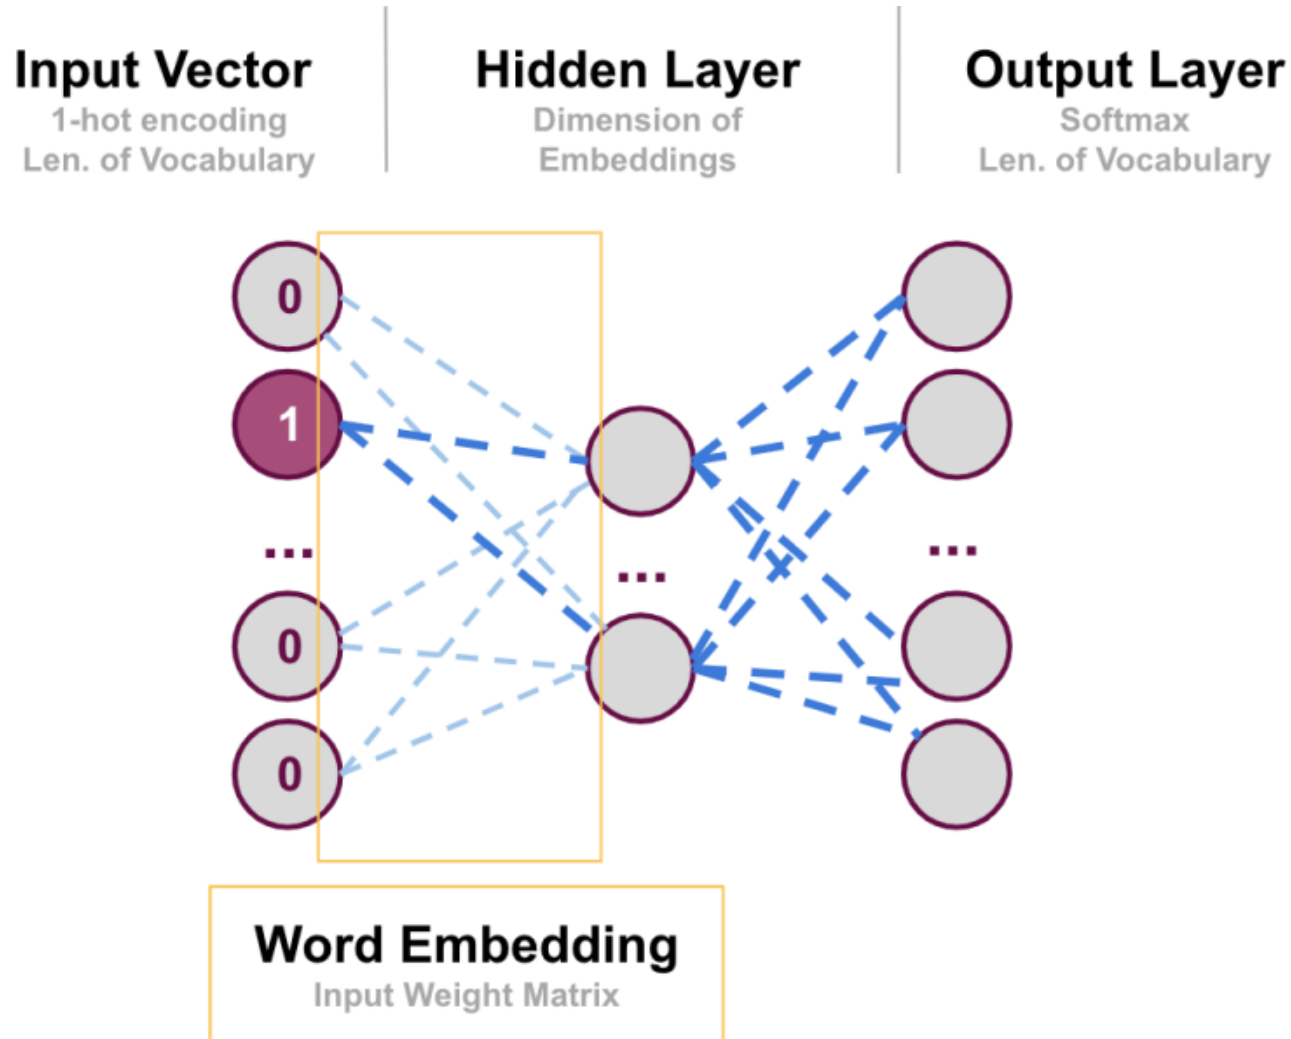 Input Vector
1-hot encoding
Len. of Vocabulary
Hidden Layer
Dimension of
Embeddings
Output Layer
Softmax
Len. of Vocabulary
0
1
...
0
0
...
...
Word Embedding
Input Weight Matrix